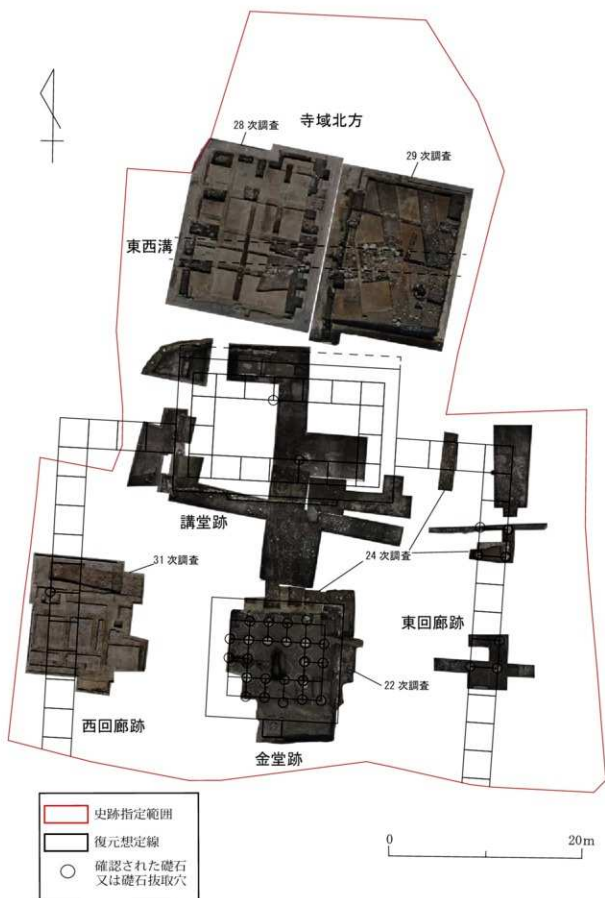 寺域北方
28 次調査
29 次調査
東西溝
講堂跡
31 次調査
24 次調査
東回廊跡
22 次調査
西回廊跡
金堂跡
史跡指定範囲
復元想定線
確認された礎石
又は礎石抜取穴
0
20m